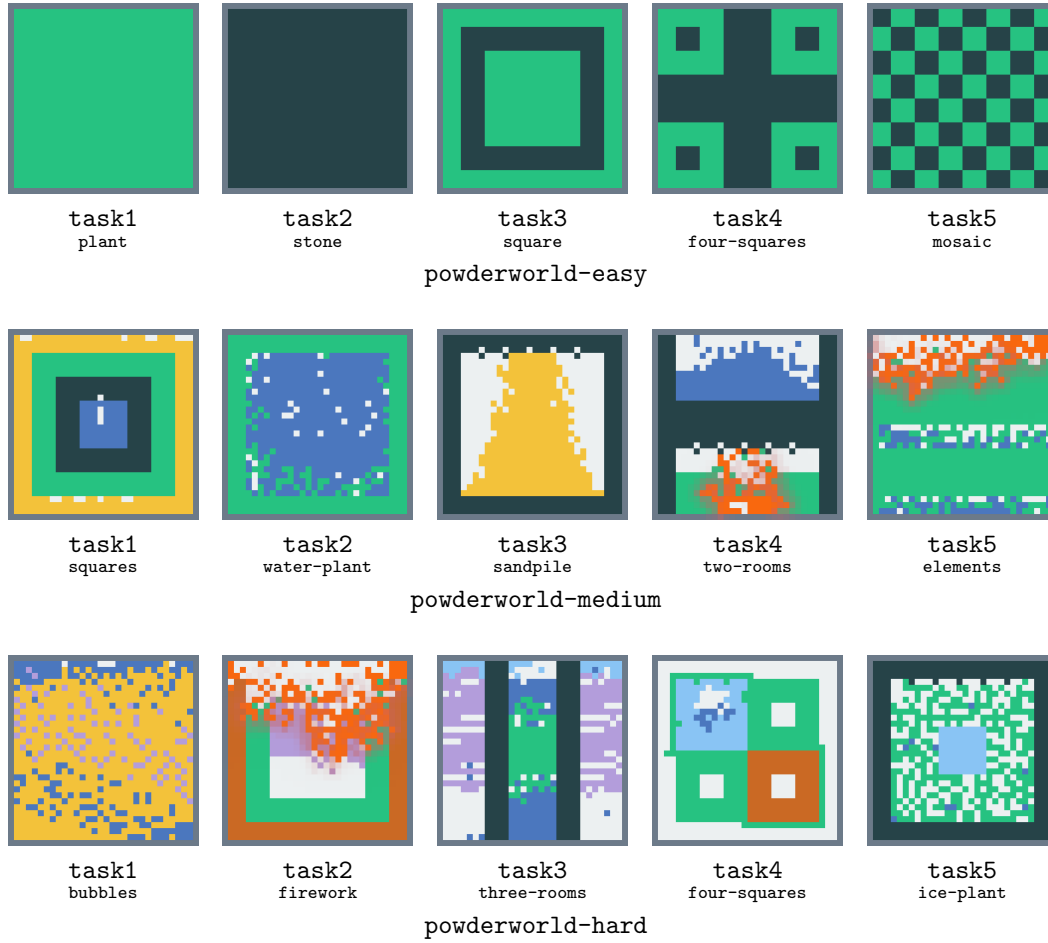 task1 task2 task3 task4 task5
plant stone square four-squares mosaic
powderworld-easy
task1 task2 task3 task4 task5
squares water-plant sandpile two-rooms elements
powderworld-medium
task1 task2 task3 task4 task5
bubbles firework three-rooms four-squares ice-plant
powderworld-hard